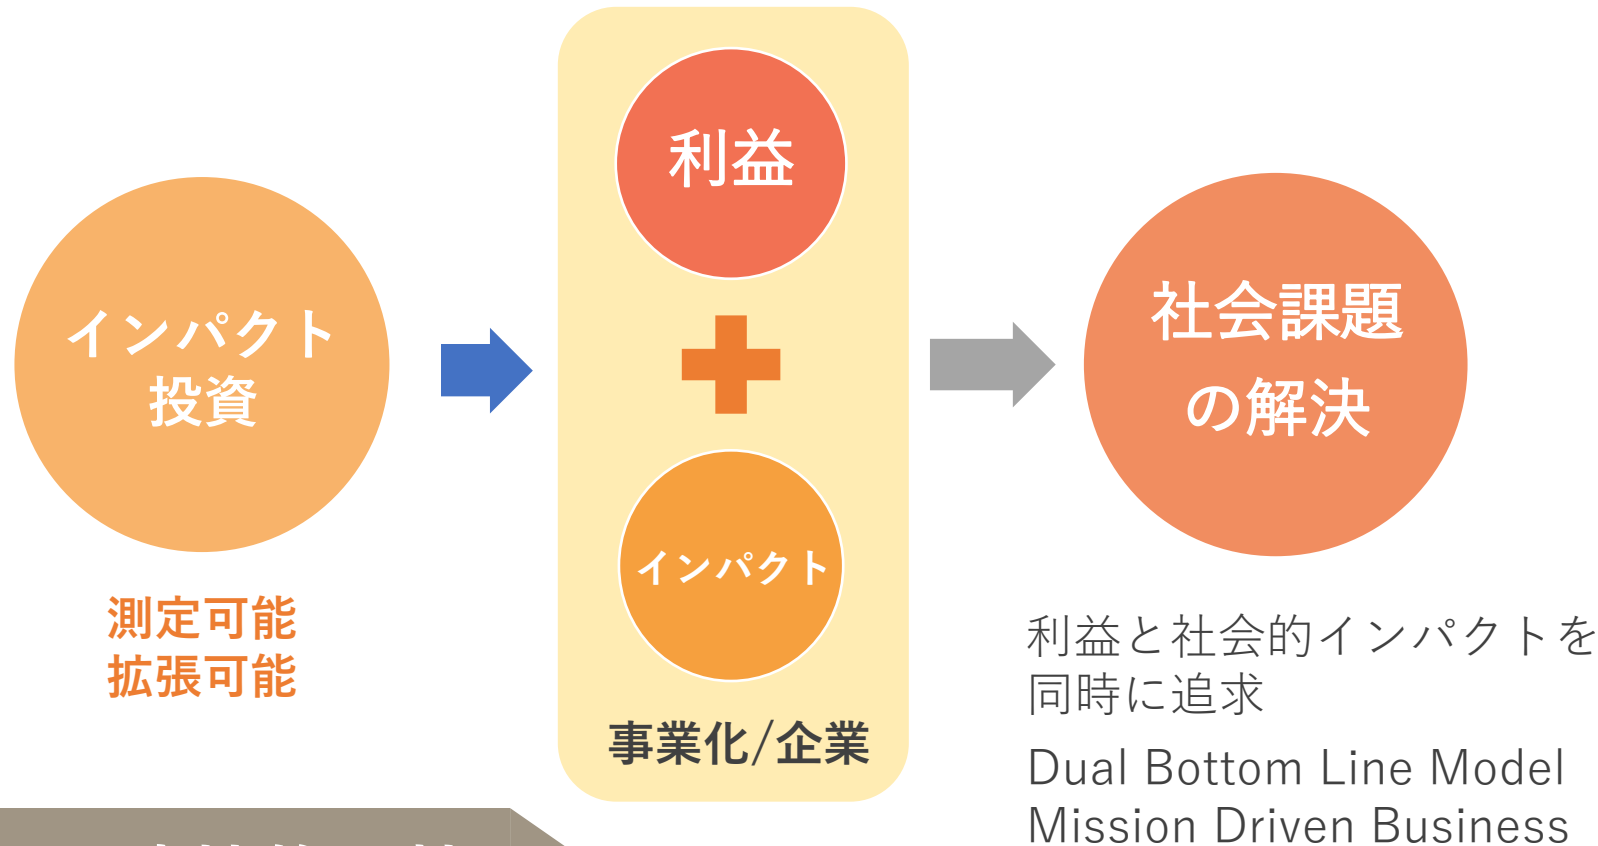 インパクト
投資
測定可能
拡張可能
利益
インパクト
事業化/企業
社会課題
の解決
利益と社会的インパクトを
同時に追求
Dual Bottom Line Model
Mission Driven Business